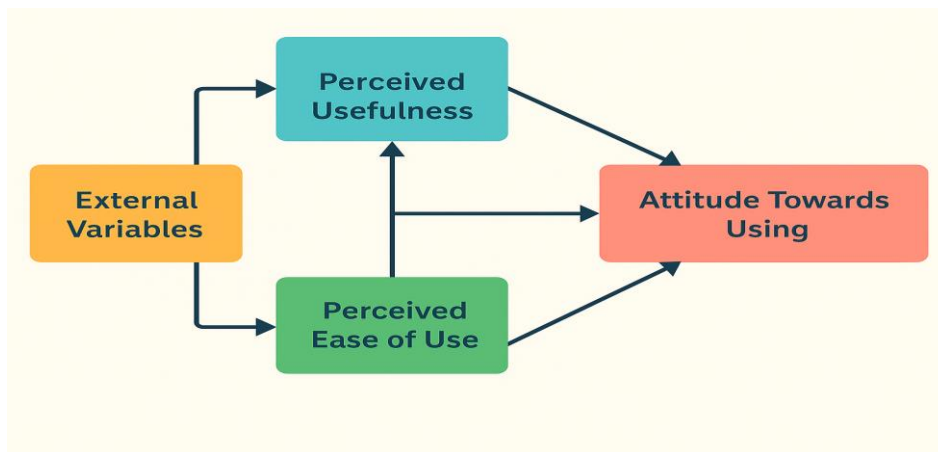 Perceived
Usefulness
External
Variables
Attitude Towards
Using
Perceived
Ease of Use